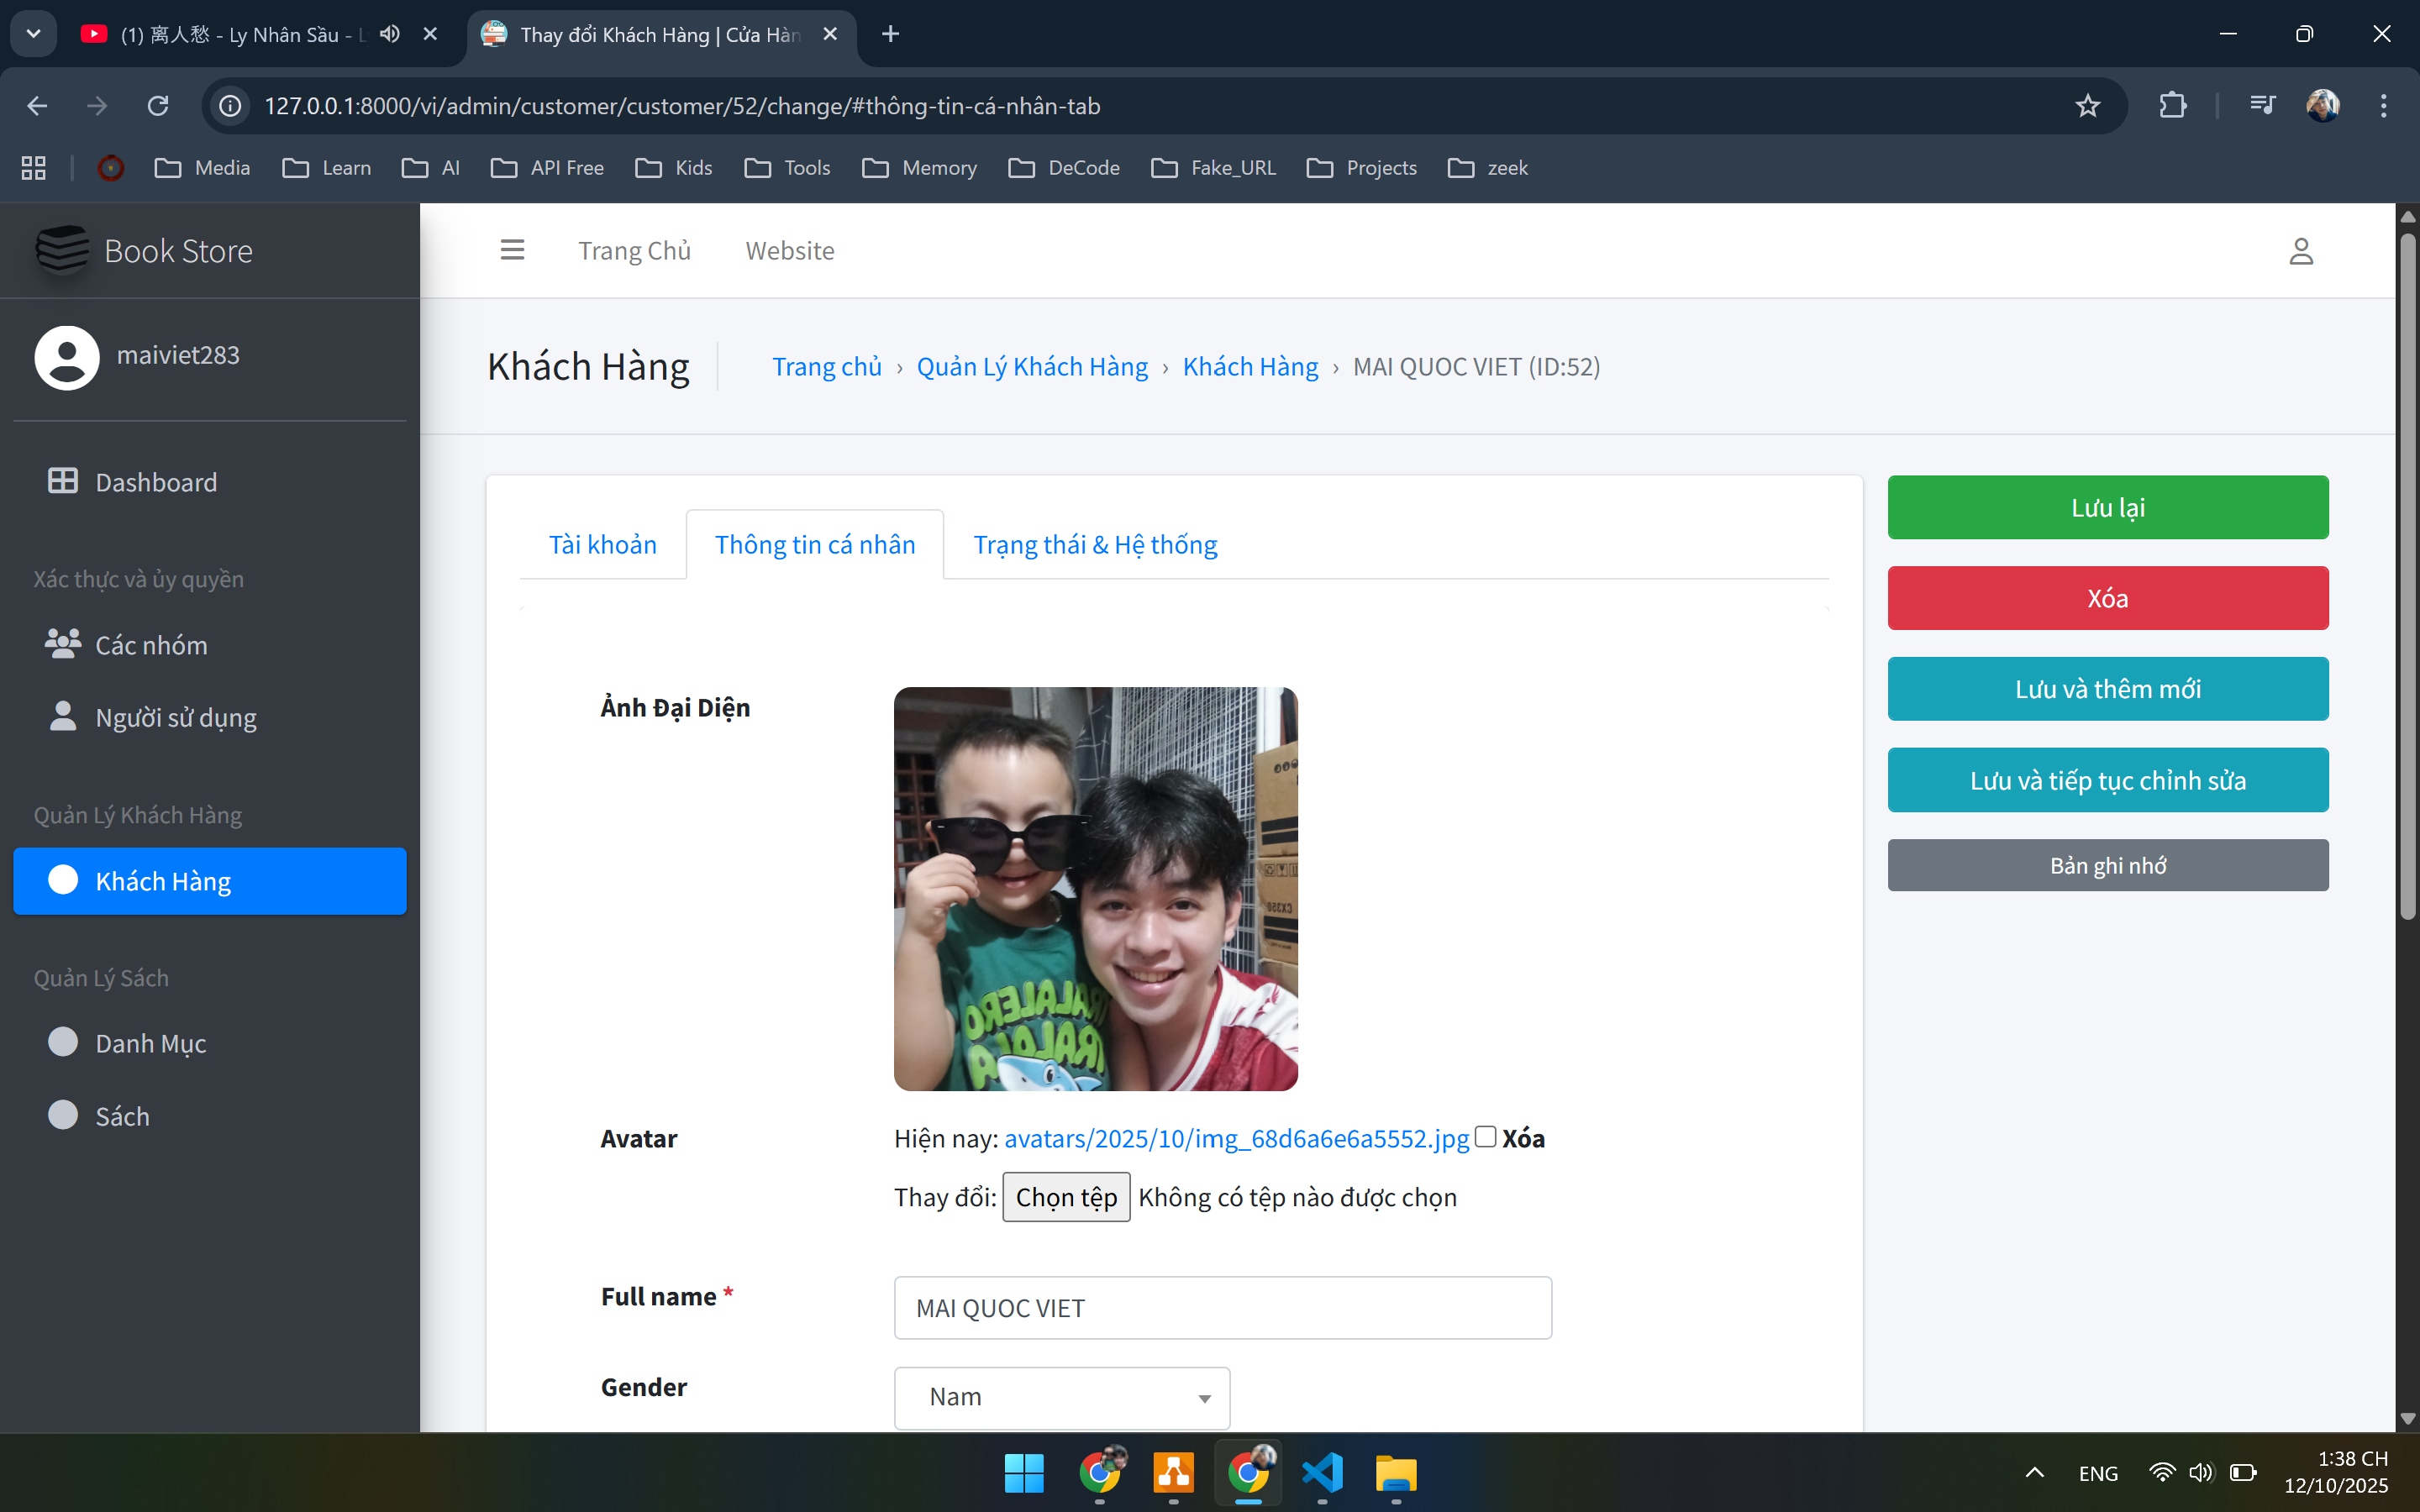 (1) 离人愁 - Ly Nhân Sầu - L
Thay đổi Khách Hàng | Cửa Hàn
127.0.0.1:8000/vi/admin/customer/customer/52/change/#thông-tin-cá-nhân-tab
Media
Learn
AI
API Free
Kids
Tools
Memory
DeCode
Fake_URL
Projects
zeek
Book Store
Trang Chủ
Website
maiviet283
Khách Hàng
Trang chủ › Quản Lý Khách Hàng › Khách Hàng › MAI QUOC VIET (ID:52)
Dashboard
Xác thực và ủy quyền
Các nhóm
Người sử dụng
Quản Lý Khách Hàng
Khách Hàng
Quản Lý Sách
Danh Mục
Sách
Tài khoản
Thông tin cá nhân
Trạng thái & Hệ thống
Ảnh Đại Diện
TRALALERO
TRALALA
CX350
Avatar
Hiện nay: avatars/2025/10/img_68d6a6e6a5552.jpg Xóa
Thay đổi: Chọn tệp Không có tệp nào được chọn
Full name *
MAI QUOC VIET
Gender
Nam
Lưu lại
Xóa
Lưu và thêm mới
Lưu và tiếp tục chỉnh sửa
Bản ghi nhớ
ENG
1:38 CH
12/10/2025